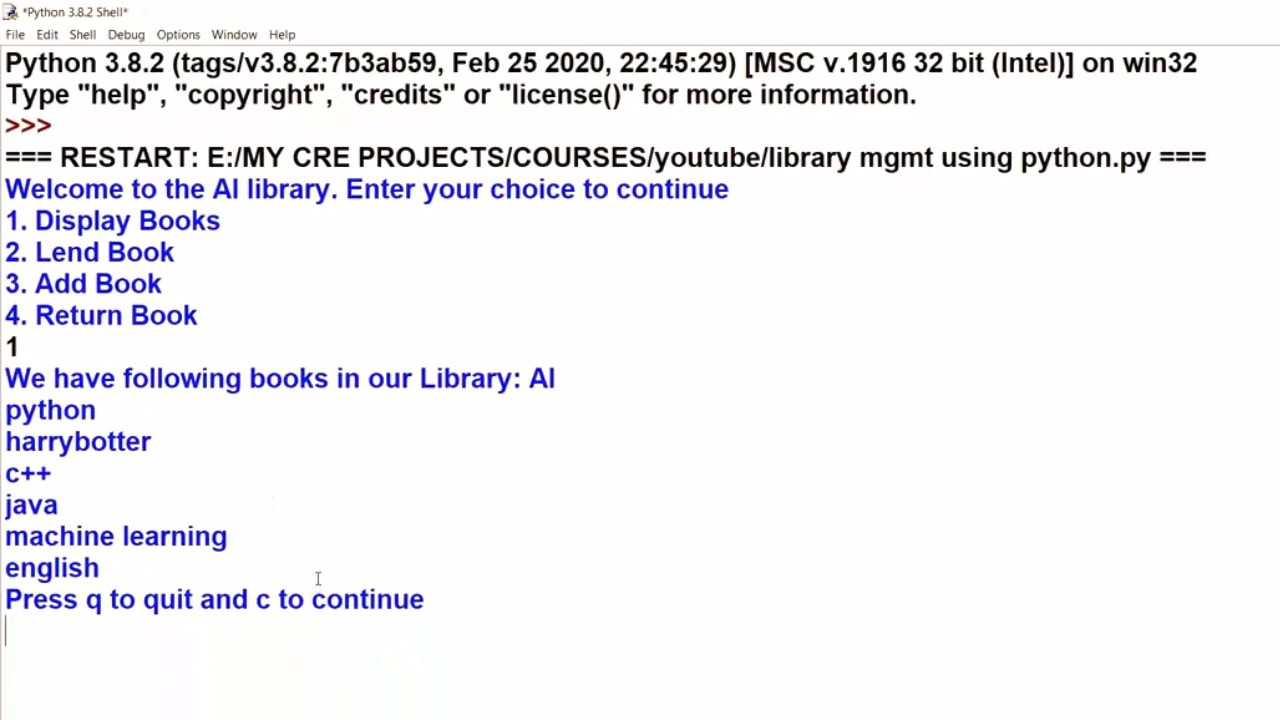 *Python 3.8.2 Shell*
File Edit Shell Debug Options Window Help
Python 3.8.2 (tags/v3.8.2:7b3ab59, Feb 25 2020, 22:45:29) [MSC v.1916 32 bit (Intel)] on win32
Type "help", "copyright", "credits" or "license()" for more information.
>>>
=== RESTART: E:/MY CRE PROJECTS/COURSES/youtube/library mgmt using python.py ===
Welcome to the AI library. Enter your choice to continue
1. Display Books
2. Lend Book
3. Add Book
4. Return Book
1
We have following books in our Library: AI
python
harrybotter
c++
java
machine learning
english
Press q to quit and c to continue